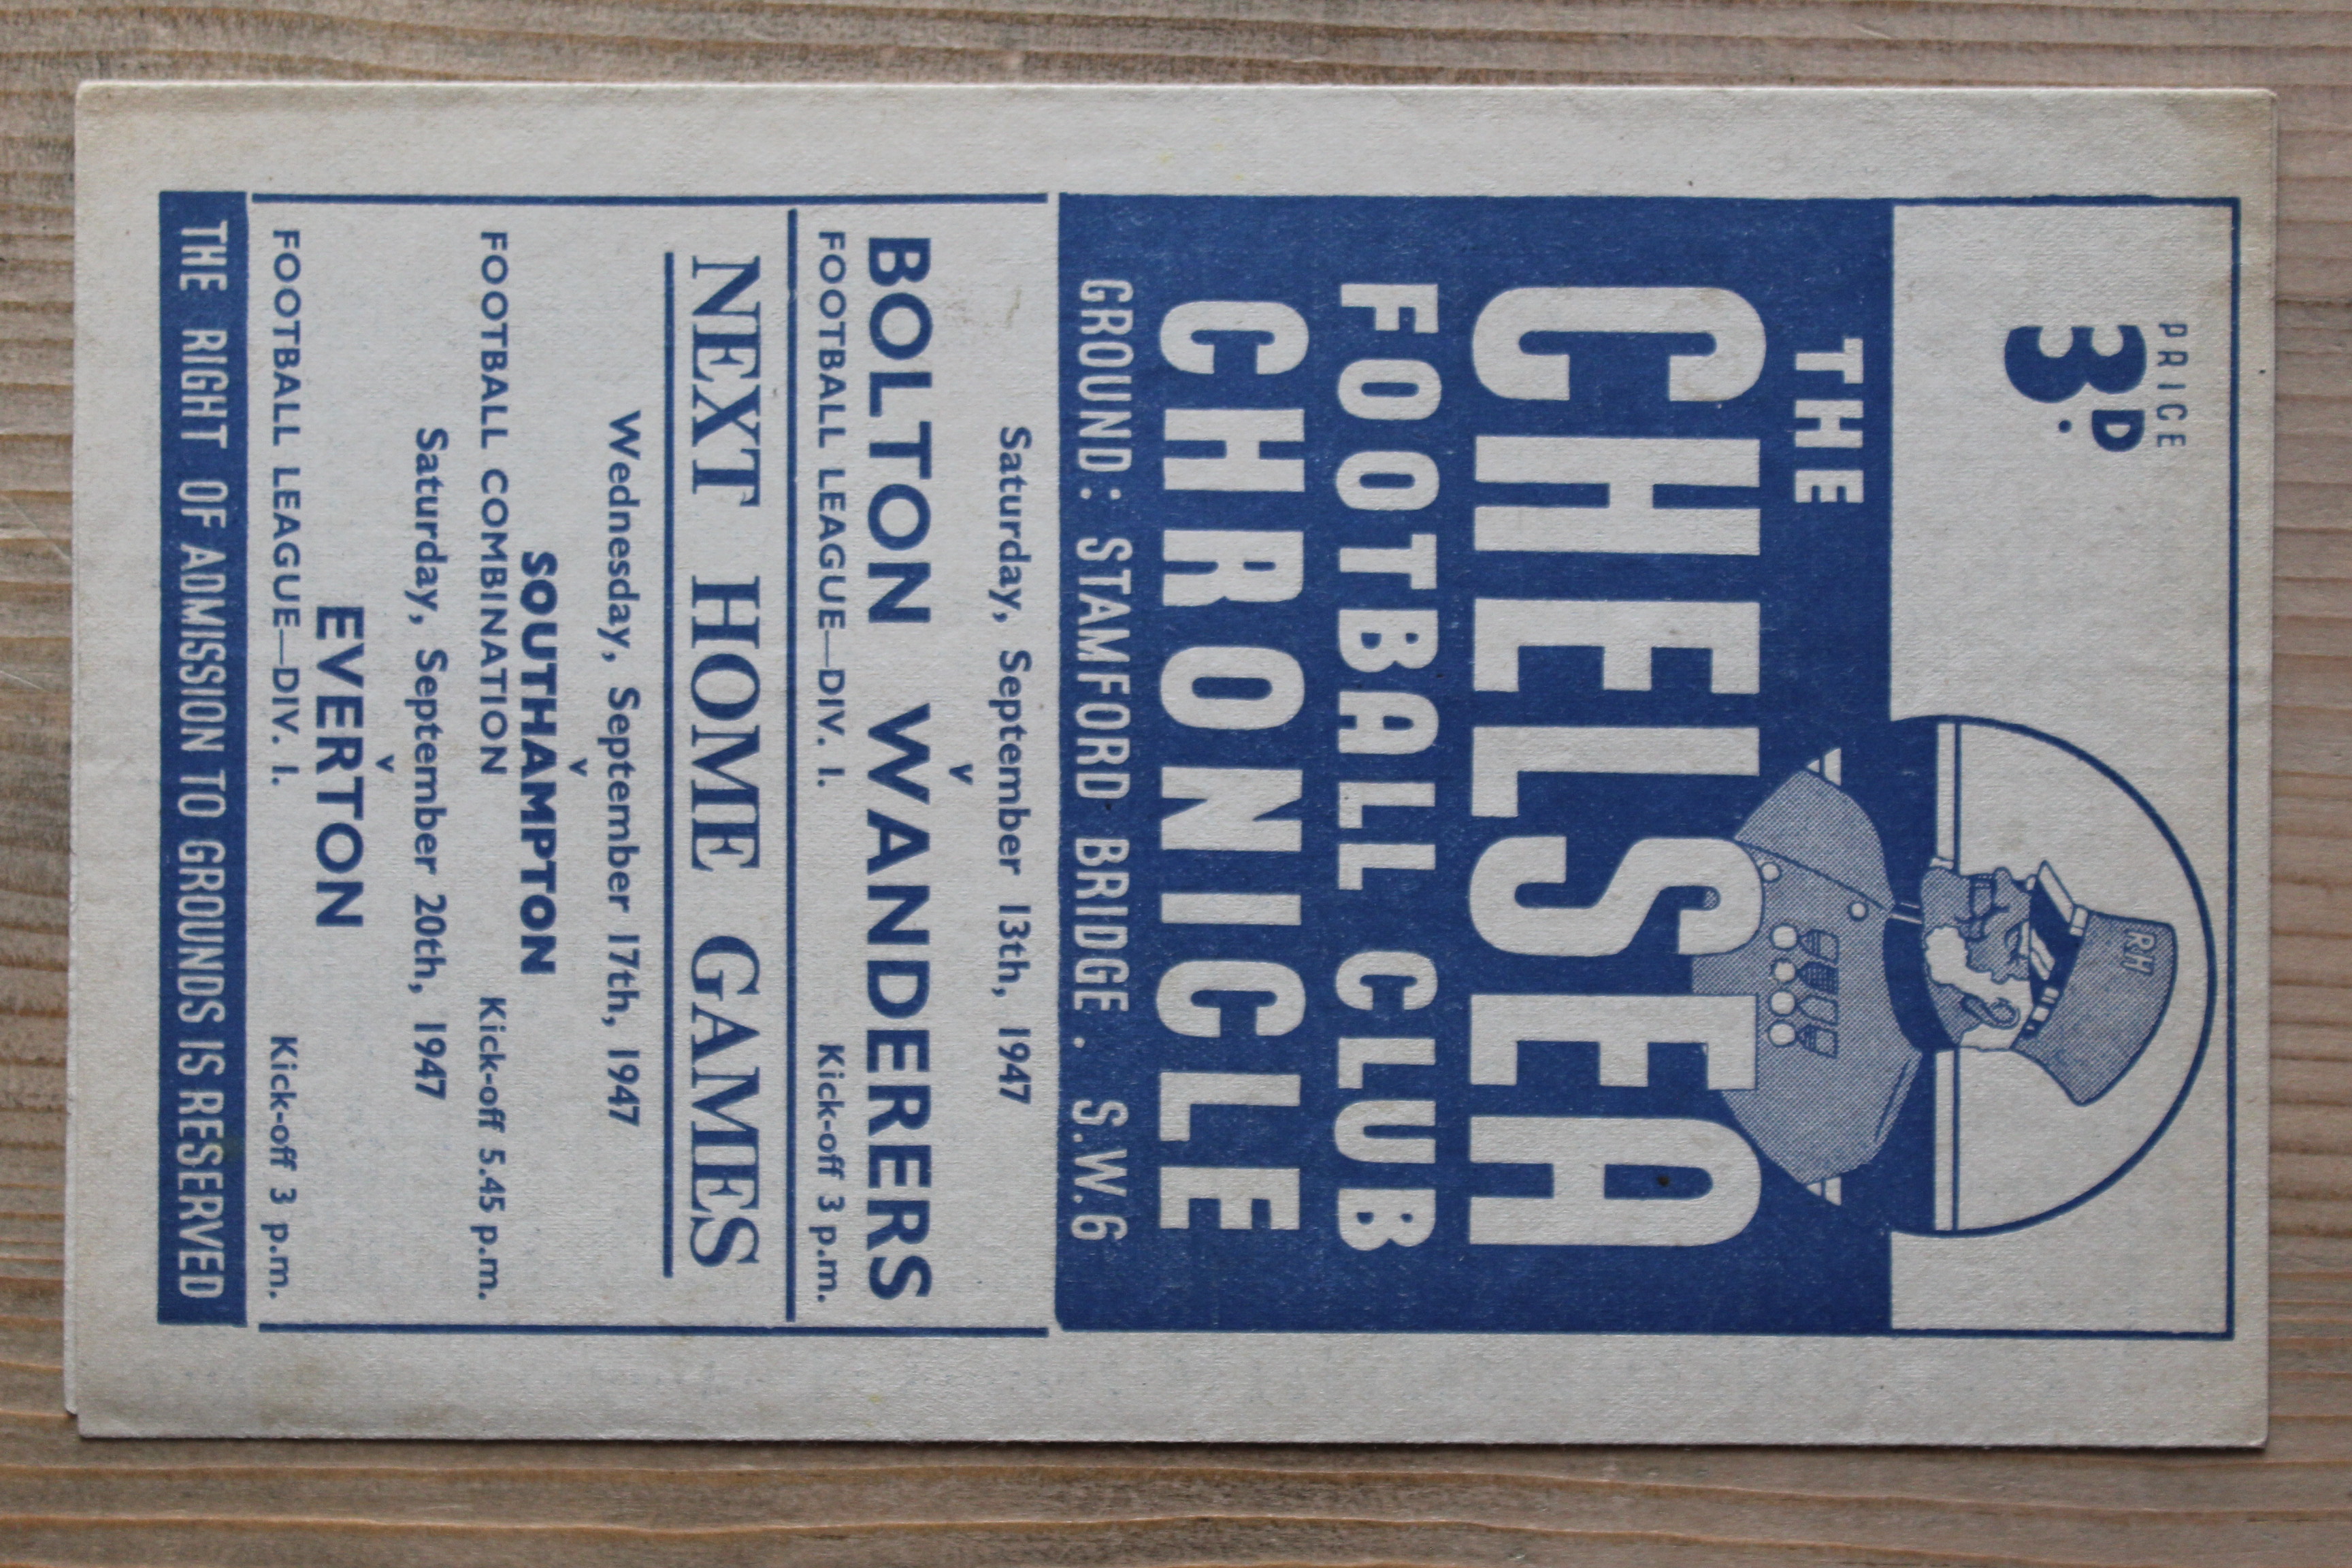 PRICE
3D.
RH
THE
CHELSEA
FOOTBALL CLUB
CHRONICLE
GROUND: STAMFORD BRIDGE . S.W.6
Saturday, September 13th, 1947
v
BOLTON WANDERERS
FOOTBALL LEAGUE—DIV. I. Kick-off 3 p.m.
NEXT HOME GAMES
Wednesday, September 17th, 1947
v
SOUTHAMPTON
FOOTBALL COMBINATION Kick-off 5.45 p.m.
Saturday, September 20th, 1947
v
EVERTON
FOOTBALL LEAGUE—DIV. I. Kick-off 3 p.m.
THE RIGHT OF ADMISSION TO GROUNDS IS RESERVED